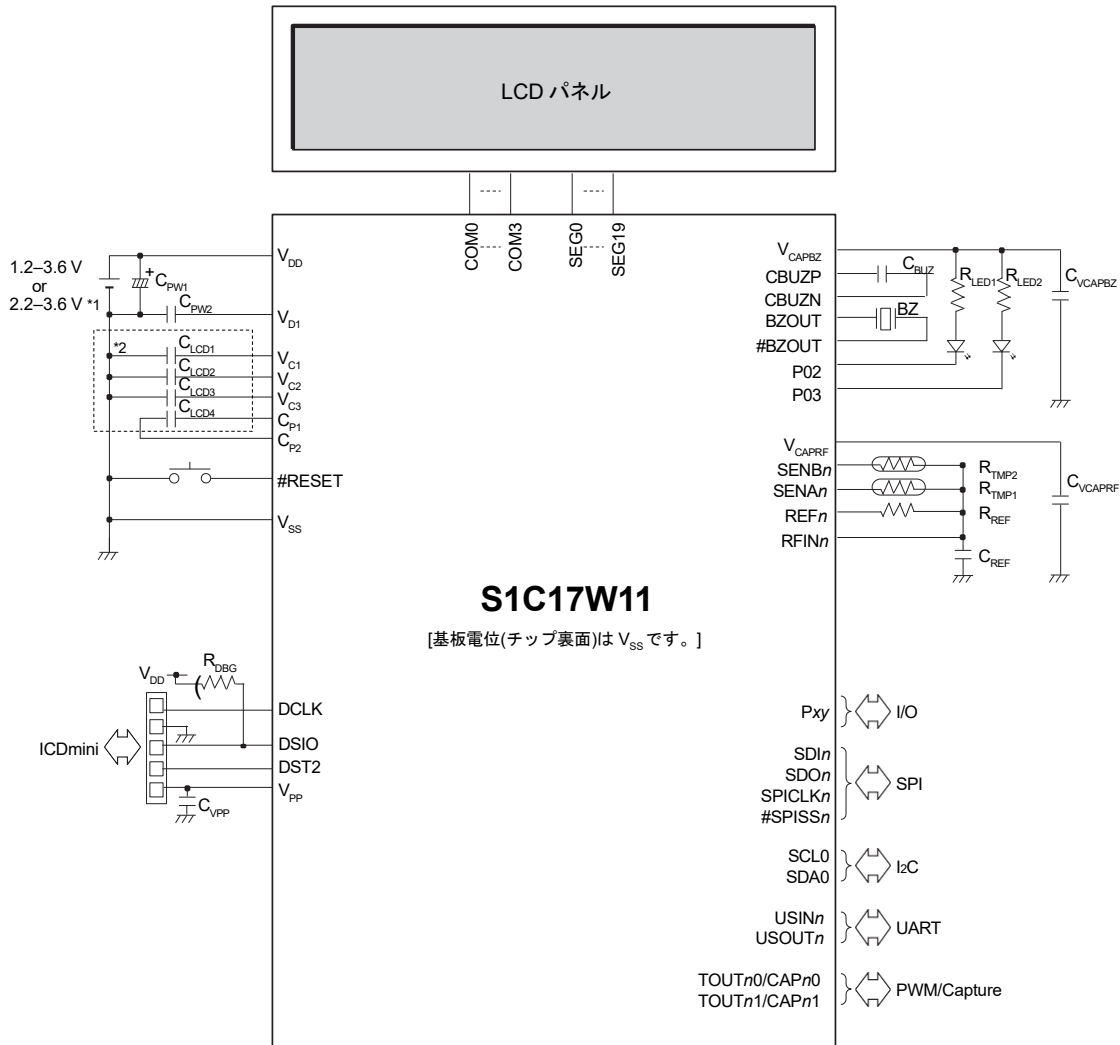 LCD パネル
COM0
COM3
SEG0
SEG19
1.2–3.6 V
or
2.2–3.6 V *1
+
CPW1
CPW2
VDD
VD1
*2
CLCD1
CLCD2
CLCD3
CLCD4
VC1
VC2
VC3
CP1
CP2
#RESET
VSS
VCAPBZ
CBUZP
CBUZN
BZOUT
#BZOUT
P02
P03
CBUZ
BZ
RLED1
RLED2
CVCAPBZ
VCAPRF
SENBn
SENAn
REFn
RFINn
RTMP2
RTMP1
RREF
CREF
CVCAPRF
S1C17W11
[基板電位(チップ裏面)は VSS です。]
VDD
RDBG
ICDmini
DCLK
DSIO
DST2
VPP
CVPP
Pxy
I/O
SDIn
SDOn
SPICLKn
#SPISSn
SPI
SCL0
SDA0
I2C
USINn
USOUTn
UART
TOUTn0/CAPn0
TOUTn1/CAPn1
PWM/Capture